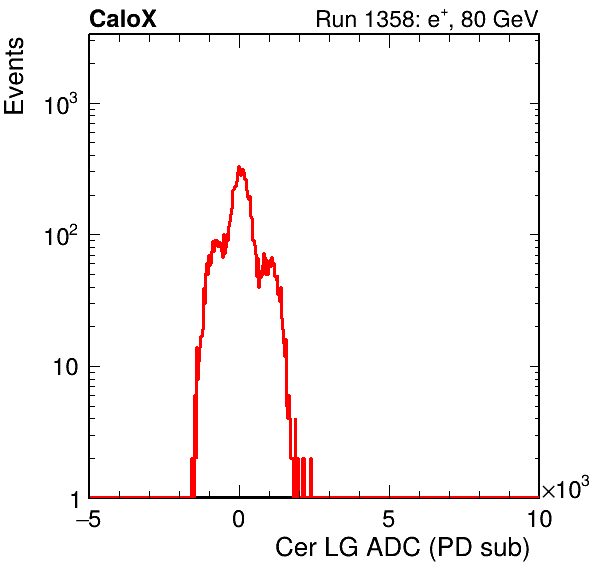 CaloX
Run 1358: e⁺, 80 GeV
Events
10³
10²
10
1
−5
0
5
10
×10³
Cer LG ADC (PD sub)